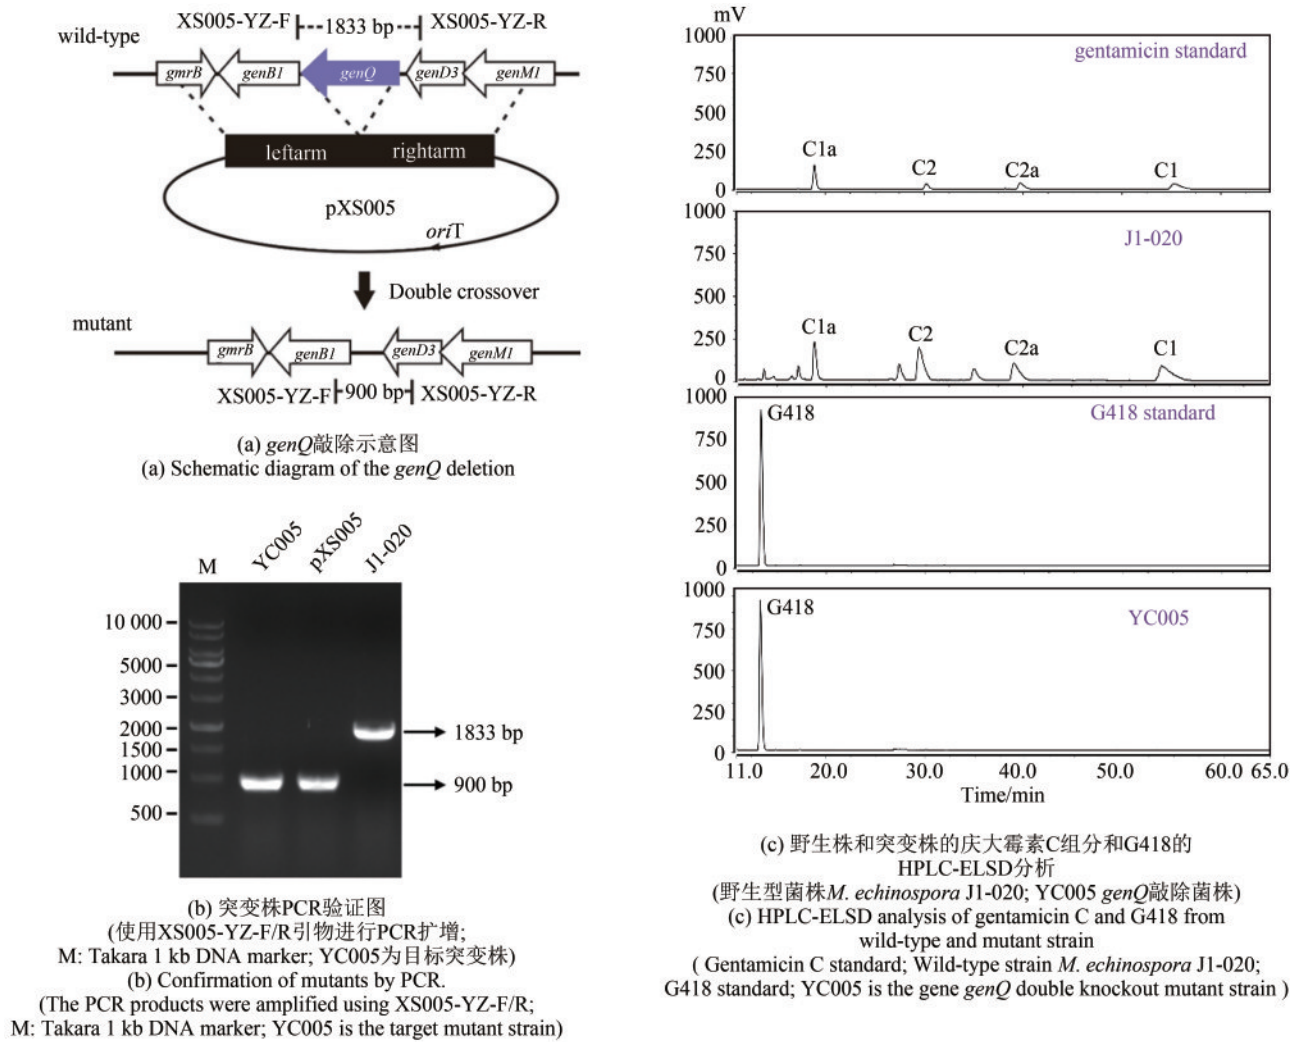 XS005-YZ-F 1833 bp XS005-YZ-R
wild-type
gmrB genB1 genQ genD3 genM1
leftarm rightarm
pXS005
oriT
Double crossover
mutant
gmrB genB1 genD3 genM1
XS005-YZ-F 900 bp XS005-YZ-R
(a) genQ敲除示意图
(a) Schematic diagram of the genQ deletion
M YC005 pXS005 J1-020
10 000
5000
3000
2000
1833 bp
1500
1000
900 bp
500
(b) 突变株PCR验证图
(使用XS005-YZ-F/R引物进行PCR扩增;
M: Takara 1 kb DNA marker; YC005为目标突变株)
(b) Confirmation of mutants by PCR.
(The PCR products were amplified using XS005-YZ-F/R;
M: Takara 1 kb DNA marker; YC005 is the target mutant strain)
mV
1000
gentamicin standard
750
500
250
C1a C2 C2a C1
0
1000
J1-020
750
500
250
C1a C2 C2a C1
0
1000
G418 G418 standard
750
500
250
0
1000
G418 YC005
750
500
250
0
11.0 20.0 30.0 40.0 50.0 60.0 65.0
Time/min
(c) 野生株和突变株的庆大霉素C组分和G418的
HPLC-ELSD分析
(野生型菌株M. echinospora J1-020; YC005 genQ敲除菌株)
(c) HPLC-ELSD analysis of gentamicin C and G418 from
wild-type and mutant strain
( Gentamicin C standard; Wild-type strain M. echinospora J1-020;
G418 standard; YC005 is the gene genQ double knockout mutant strain )